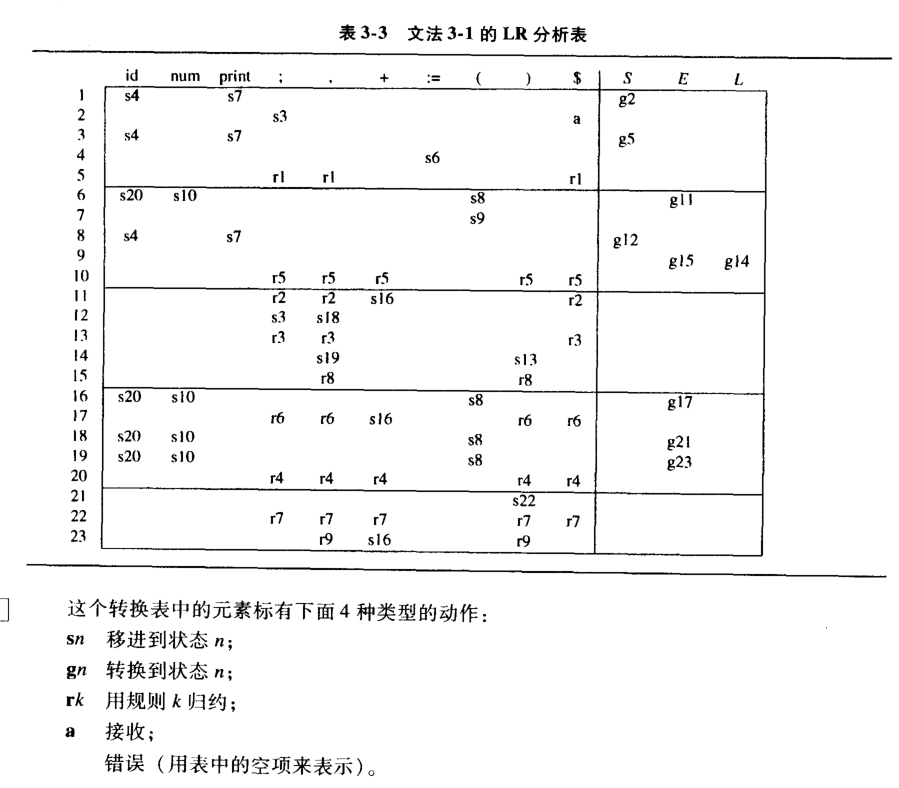 表 3-3 文法 3-1 的 LR 分析表
id num print ; , + := ( ) $ S E L
1 s4 s7 g2
2 s3 a
3 s4 s7 g5
4 s6
5 r1 r1 r1
6 s20 s10 s8 g11
7 s9
8 s4 s7 g12
9 g15 g14
10 r5 r5 r5 r5 r5
11 r2 r2 s16 r2
12 s3 s18
13 r3 r3 r3
14 s19 s13
15 r8 r8
16 s20 s10 s8 g17
17 r6 r6 s16 r6 r6
18 s20 s10 s8 g21
19 s20 s10 s8 g23
20 r4 r4 r4 r4 r4
21 s22
22 r7 r7 r7 r7 r7
23 r9 s16 r9
这个转换表中的元素标有下面 4 种类型的动作:
sn 移进到状态 n;
gn 转换到状态 n;
rk 用规则 k 归约;
a 接收;
错误（用表中的空项来表示）。